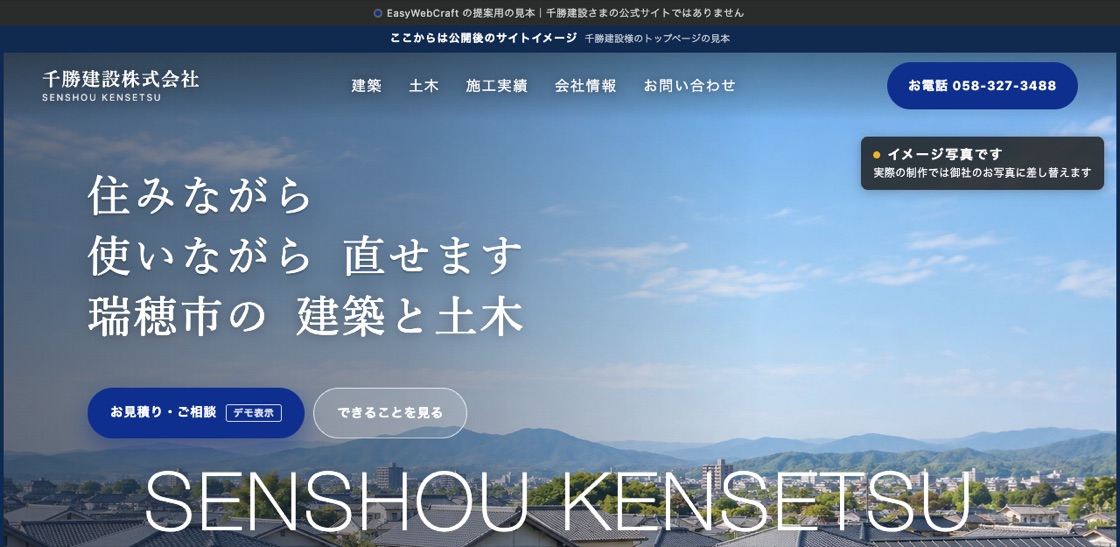 EasyWebCraft の提案用の見本｜千勝建設さまの公式サイトではありません
ここからは公開後のサイトイメージ 千勝建設様のトップページの見本
千勝建設株式会社
SENSHOU KENSETSU
建築 土木 施工実績 会社情報 お問い合わせ
お電話 058-327-3488
イメージ写真です
実際の制作では御社のお写真に差し替えます
住みながら
使いながら 直せます
瑞穂市の 建築と土木
お見積り・ご相談 デモ表示
できることを見る
SENSHOU KENSETSU